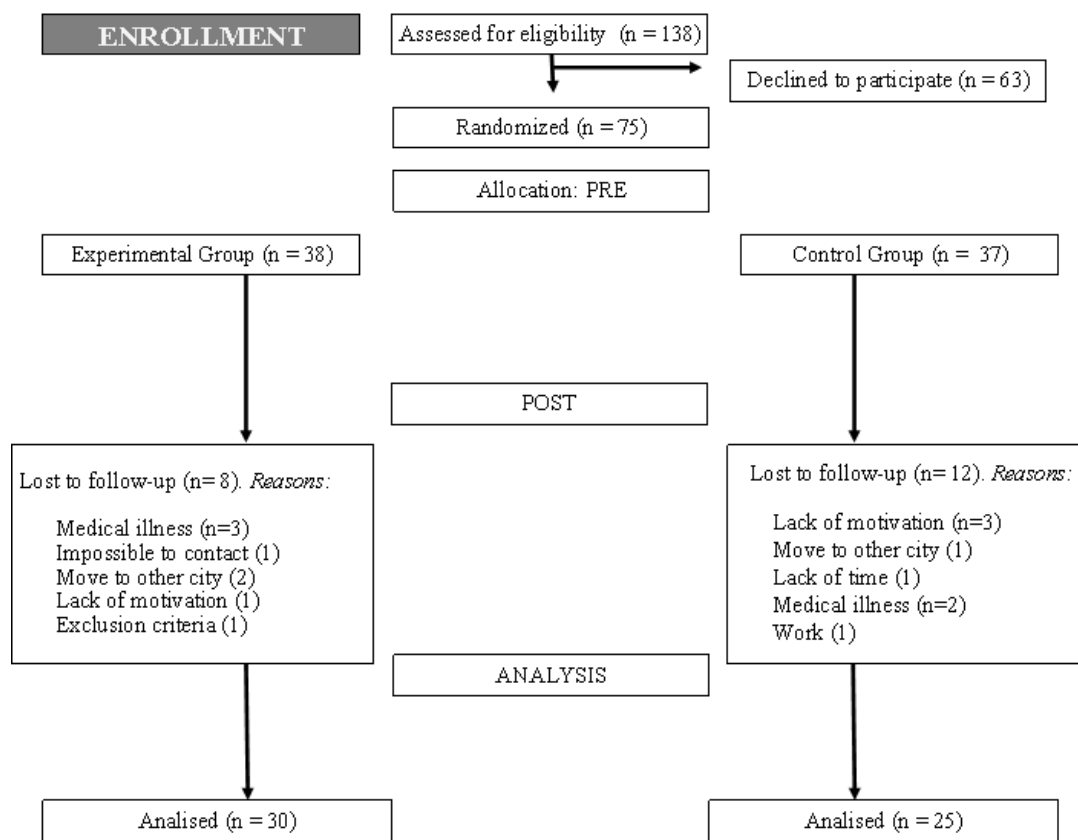 ENROLLMENT
Assessed for eligibility (n = 138)
Declined to participate (n = 63)
Randomized (n = 75)
Allocation: PRE
Experimental Group (n = 38)
Control Group (n = 37)
POST
Lost to follow-up (n= 8). Reasons:
Medical illness (n=3)
Impossible to contact (1)
Move to other city (2)
Lack of motivation (1)
Exclusion criteria (1)
Lost to follow-up (n= 12). Reasons:
Lack of motivation (n=3)
Move to other city (1)
Lack of time (1)
Medical illness (n=2)
Work (1)
ANALYSIS
Analised (n = 30)
Analised (n = 25)